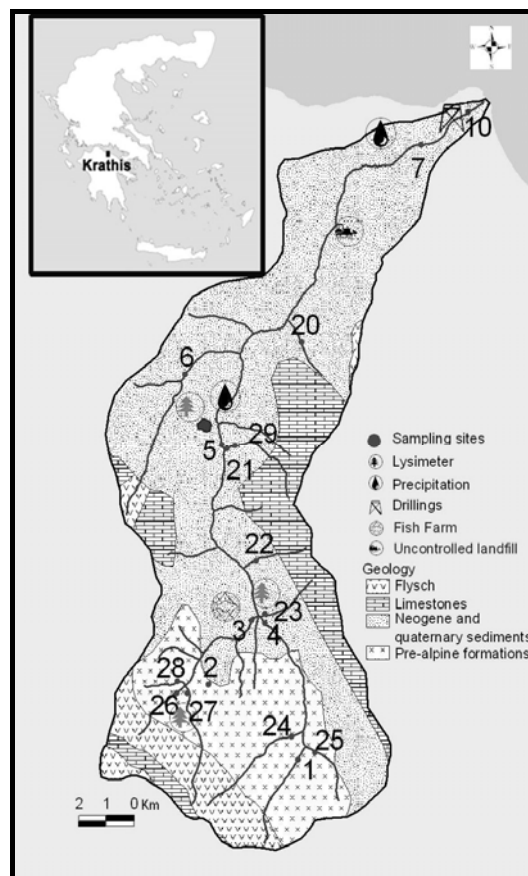 Krathis
10
7
20
6
29
5
21
22
23
3
4
2
28
26
27
24
25
1
Sampling sites
Lysimeter
Precipitation
Drillings
Fish Farm
Uncontrolled landfill
Geology
Flysch
Limestones
Neogene and
quaternary sediments
Pre-alpine formations
2 1 0 Km